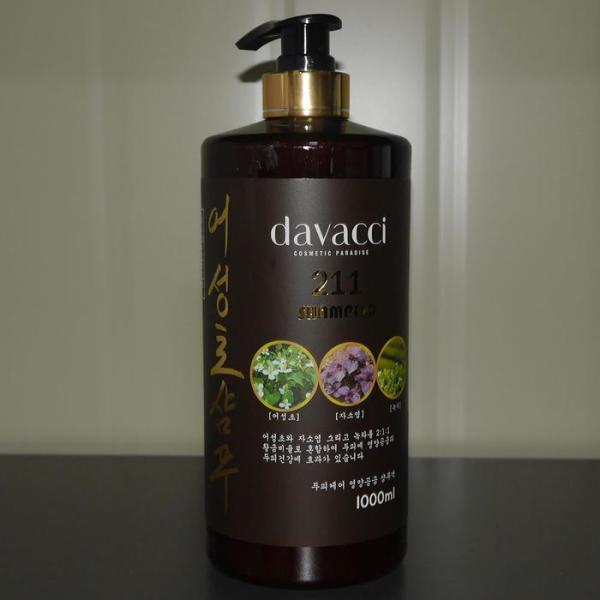 어성초샴푸
davacci
COSMETIC PARADISE
211
SHAMPOO
[어성초]
[자소엽]
[녹차]
어성초와 자소엽 그리고 녹차를 2:1:1
황금비율로 혼합하여 두피에 영양공급과
두피건강에 효과가 있습니다
두피케어 영양공급 샴푸액
1000ml